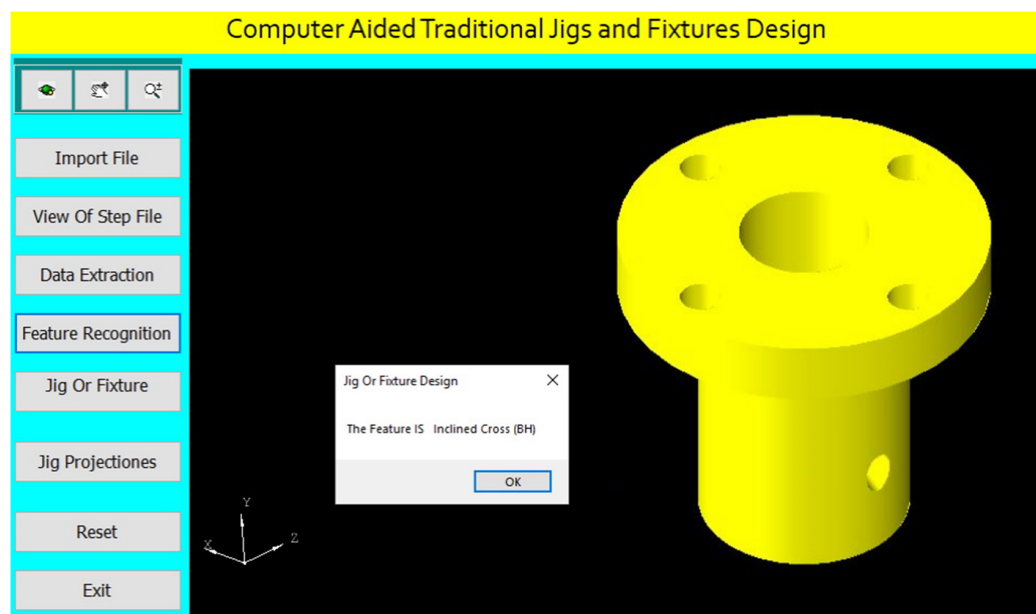 Computer Aided Traditional Jigs and Fixtures Design
Import File
View Of Step File
Data Extraction
Feature Recognition
Jig Or Fixture
Jig Projectiones
Reset
Exit
Jig Or Fixture Design
The Feature IS Inclined Cross (BH)
OK
Y
X
Z